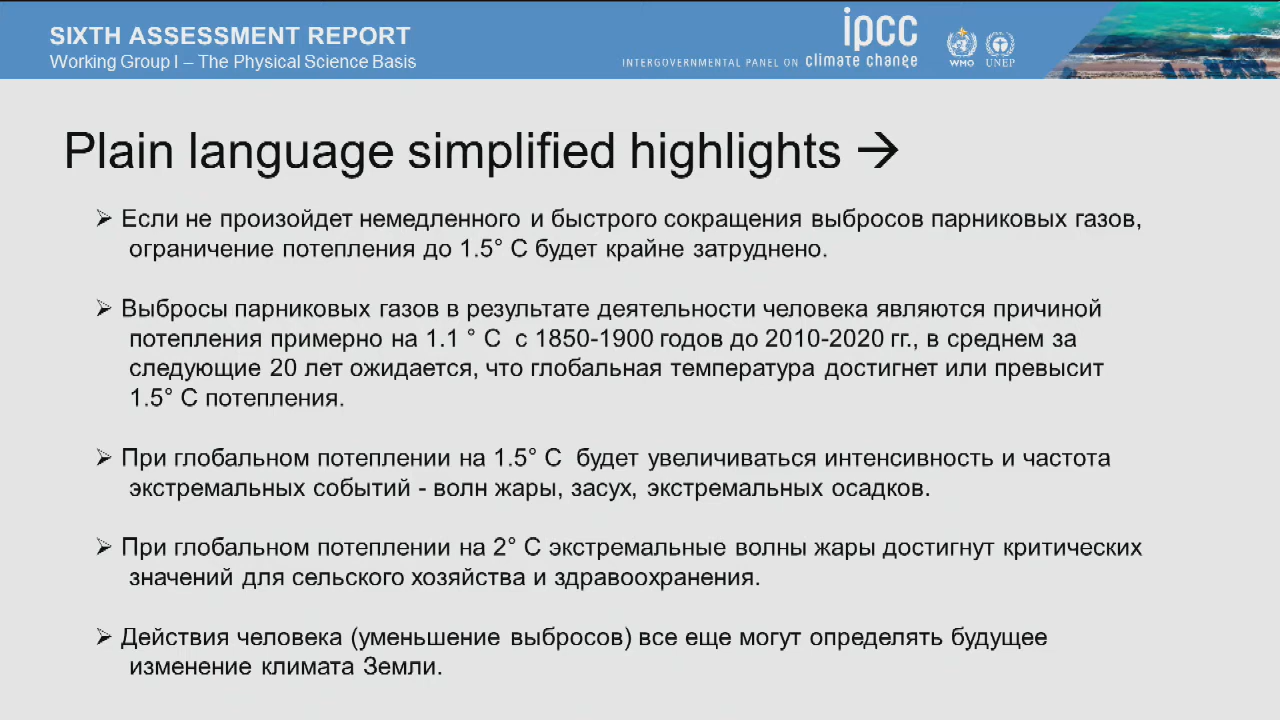 SIXTH ASSESSMENT REPORT
Working Group I – The Physical Science Basis
ipcc
INTERGOVERNMENTAL PANEL ON climate change
WMO
UNEP
Plain language simplified highlights →
➢ Если не произойдет немедленного и быстрого сокращения выбросов парниковых газов,
ограничение потепления до 1.5° С будет крайне затруднено.
➢ Выбросы парниковых газов в результате деятельности человека являются причиной
потепления примерно на 1.1 ° С с 1850-1900 годов до 2010-2020 гг., в среднем за
следующие 20 лет ожидается, что глобальная температура достигнет или превысит
1.5° С потепления.
➢ При глобальном потеплении на 1.5° С будет увеличиваться интенсивность и частота
экстремальных событий - волн жары, засух, экстремальных осадков.
➢ При глобальном потеплении на 2° С экстремальные волны жары достигнут критических
значений для сельского хозяйства и здравоохранения.
➢ Действия человека (уменьшение выбросов) все еще могут определять будущее
изменение климата Земли.